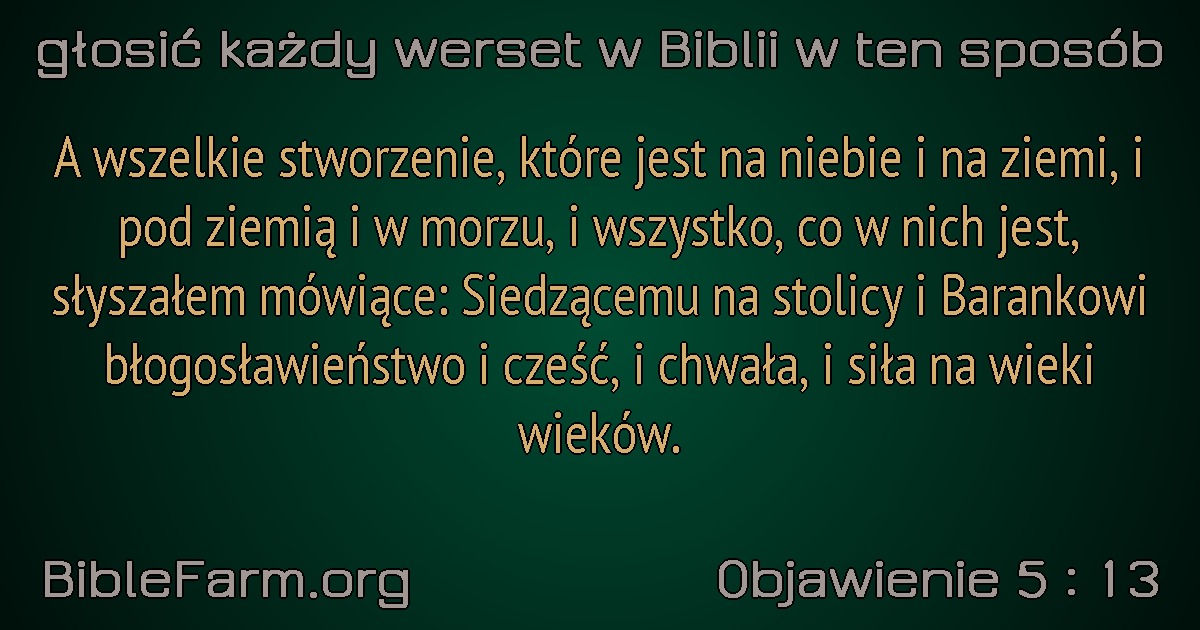 głosić każdy werset w Biblii w ten sposób
A wszelkie stworzenie, które jest na niebie i na ziemi, i
pod ziemią i w morzu, i wszystko, co w nich jest,
słyszałem mówiące: Siedzącemu na stolicy i Barankowi
błogosławieństwo i cześć, i chwała, i siła na wieki
wieków.
BibleFarm.org
Objawienie 5 : 13